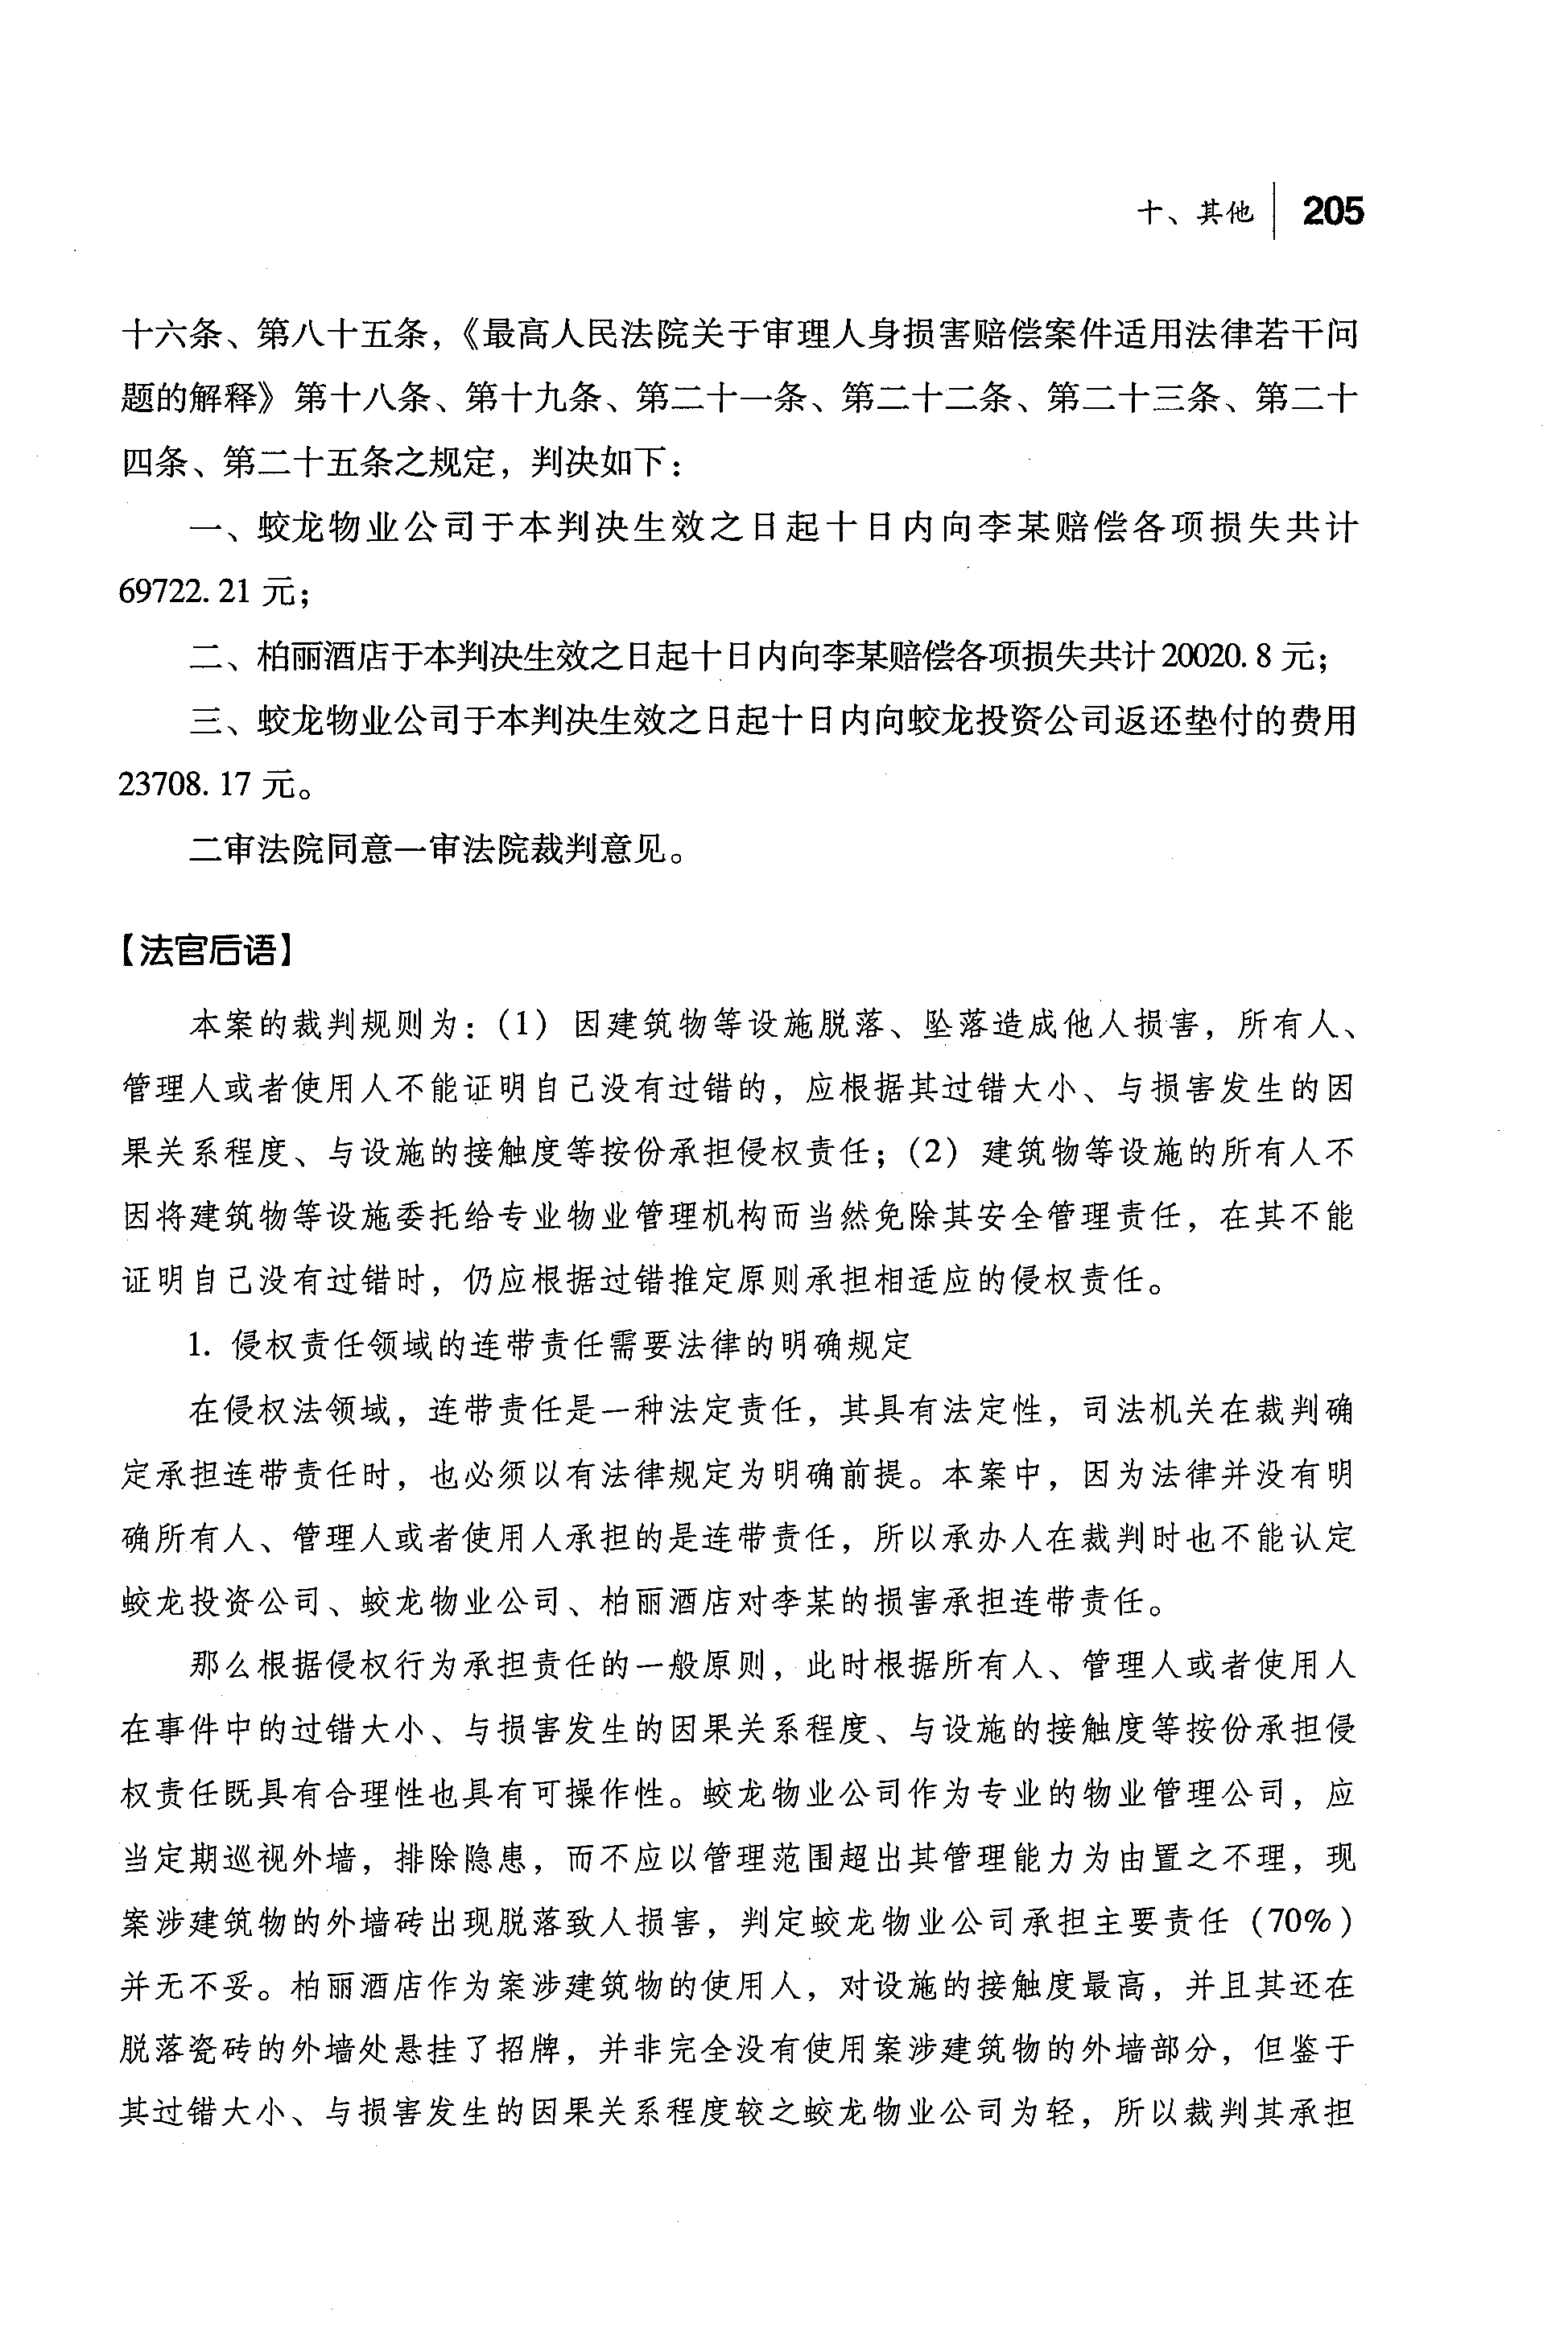 十、其他 205
十六条、第八十五条，《最高人民法院关于审理人身损害赔偿案件适用法律若干问
题的解释》第十八条、第十九条、第二十一条、第二十二条、第二十三条、第二十
四条、第二十五条之规定，判决如下：
一、蛟龙物业公司于本判决生效之日起十日内向李某赔偿各项损失共计
69722.21 元；
二、柏丽酒店于本判决生效之日起十日内向李某赔偿各项损失共计 20020.8 元；
三、蛟龙物业公司于本判决生效之日起十日内向蛟龙投资公司返还垫付的费用
23708.17 元。
二审法院同意一审法院裁判意见。
【法官后语】
本案的裁判规则为：（1）因建筑物等设施脱落、坠落造成他人损害，所有人、
管理人或者使用人不能证明自己没有过错的，应根据其过错大小、与损害发生的因
果关系程度、与设施的接触度等按份承担侵权责任；（2）建筑物等设施的所有人不
因将建筑物等设施委托给专业物业管理机构而当然免除其安全管理责任，在其不能
证明自己没有过错时，仍应根据过错推定原则承担相适应的侵权责任。
1. 侵权责任领域的连带责任需要法律的明确规定
在侵权法领域，连带责任是一种法定责任，其具有法定性，司法机关在裁判确
定承担连带责任时，也必须以有法律规定为明确前提。本案中，因为法律并没有明
确所有人、管理人或者使用人承担的是连带责任，所以承办人在裁判时也不能认定
蛟龙投资公司、蛟龙物业公司、柏丽酒店对李某的损害承担连带责任。
那么根据侵权行为承担责任的一般原则，此时根据所有人、管理人或者使用人
在事件中的过错大小、与损害发生的因果关系程度、与设施的接触度等按份承担侵
权责任既具有合理性也具有可操作性。蛟龙物业公司作为专业的物业管理公司，应
当定期巡视外墙，排除隐患，而不应以管理范围超出其管理能力为由置之不理，现
案涉建筑物的外墙砖出现脱落致人损害，判定蛟龙物业公司承担主要责任（70%）
并无不妥。柏丽酒店作为案涉建筑物的使用人，对设施的接触度最高，并且其还在
脱落瓷砖的外墙处悬挂了招牌，并非完全没有使用案涉建筑物的外墙部分，但鉴于
其过错大小、与损害发生的因果关系程度较之蛟龙物业公司为轻，所以裁判其承担